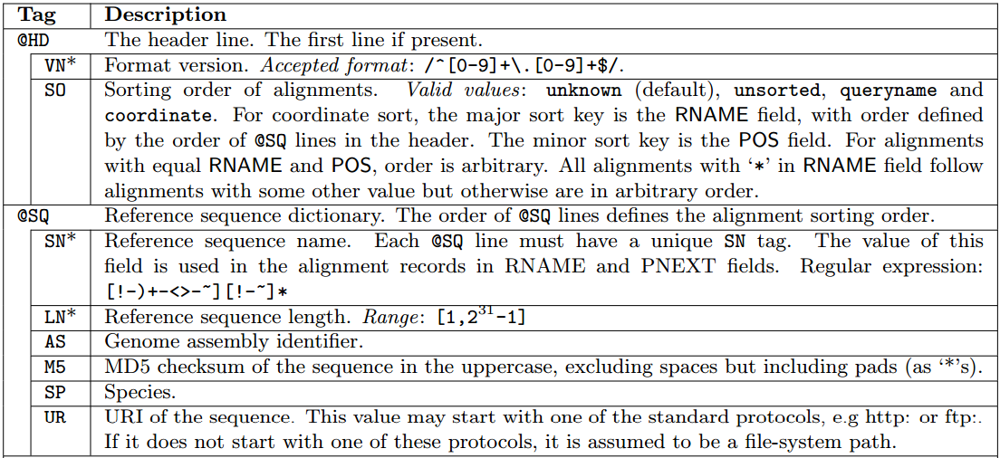 Tag Description
@HD The header line. The first line if present.
VN* Format version. Accepted format: /^[0-9]+\.[0-9]+$/.
SO Sorting order of alignments. Valid values: unknown (default), unsorted, queryname and
coordinate. For coordinate sort, the major sort key is the RNAME field, with order defined
by the order of @SQ lines in the header. The minor sort key is the POS field. For alignments
with equal RNAME and POS, order is arbitrary. All alignments with ‘*’ in RNAME field follow
alignments with some other value but otherwise are in arbitrary order.
@SQ Reference sequence dictionary. The order of @SQ lines defines the alignment sorting order.
SN* Reference sequence name. Each @SQ line must have a unique SN tag. The value of this
field is used in the alignment records in RNAME and PNEXT fields. Regular expression:
[!-)+-<>-~][!-~]*
LN* Reference sequence length. Range: [1,2³¹-1]
AS Genome assembly identifier.
M5 MD5 checksum of the sequence in the uppercase, excluding spaces but including pads (as ‘*’s).
SP Species.
UR URI of the sequence. This value may start with one of the standard protocols, e.g http: or ftp:.
If it does not start with one of these protocols, it is assumed to be a file-system path.